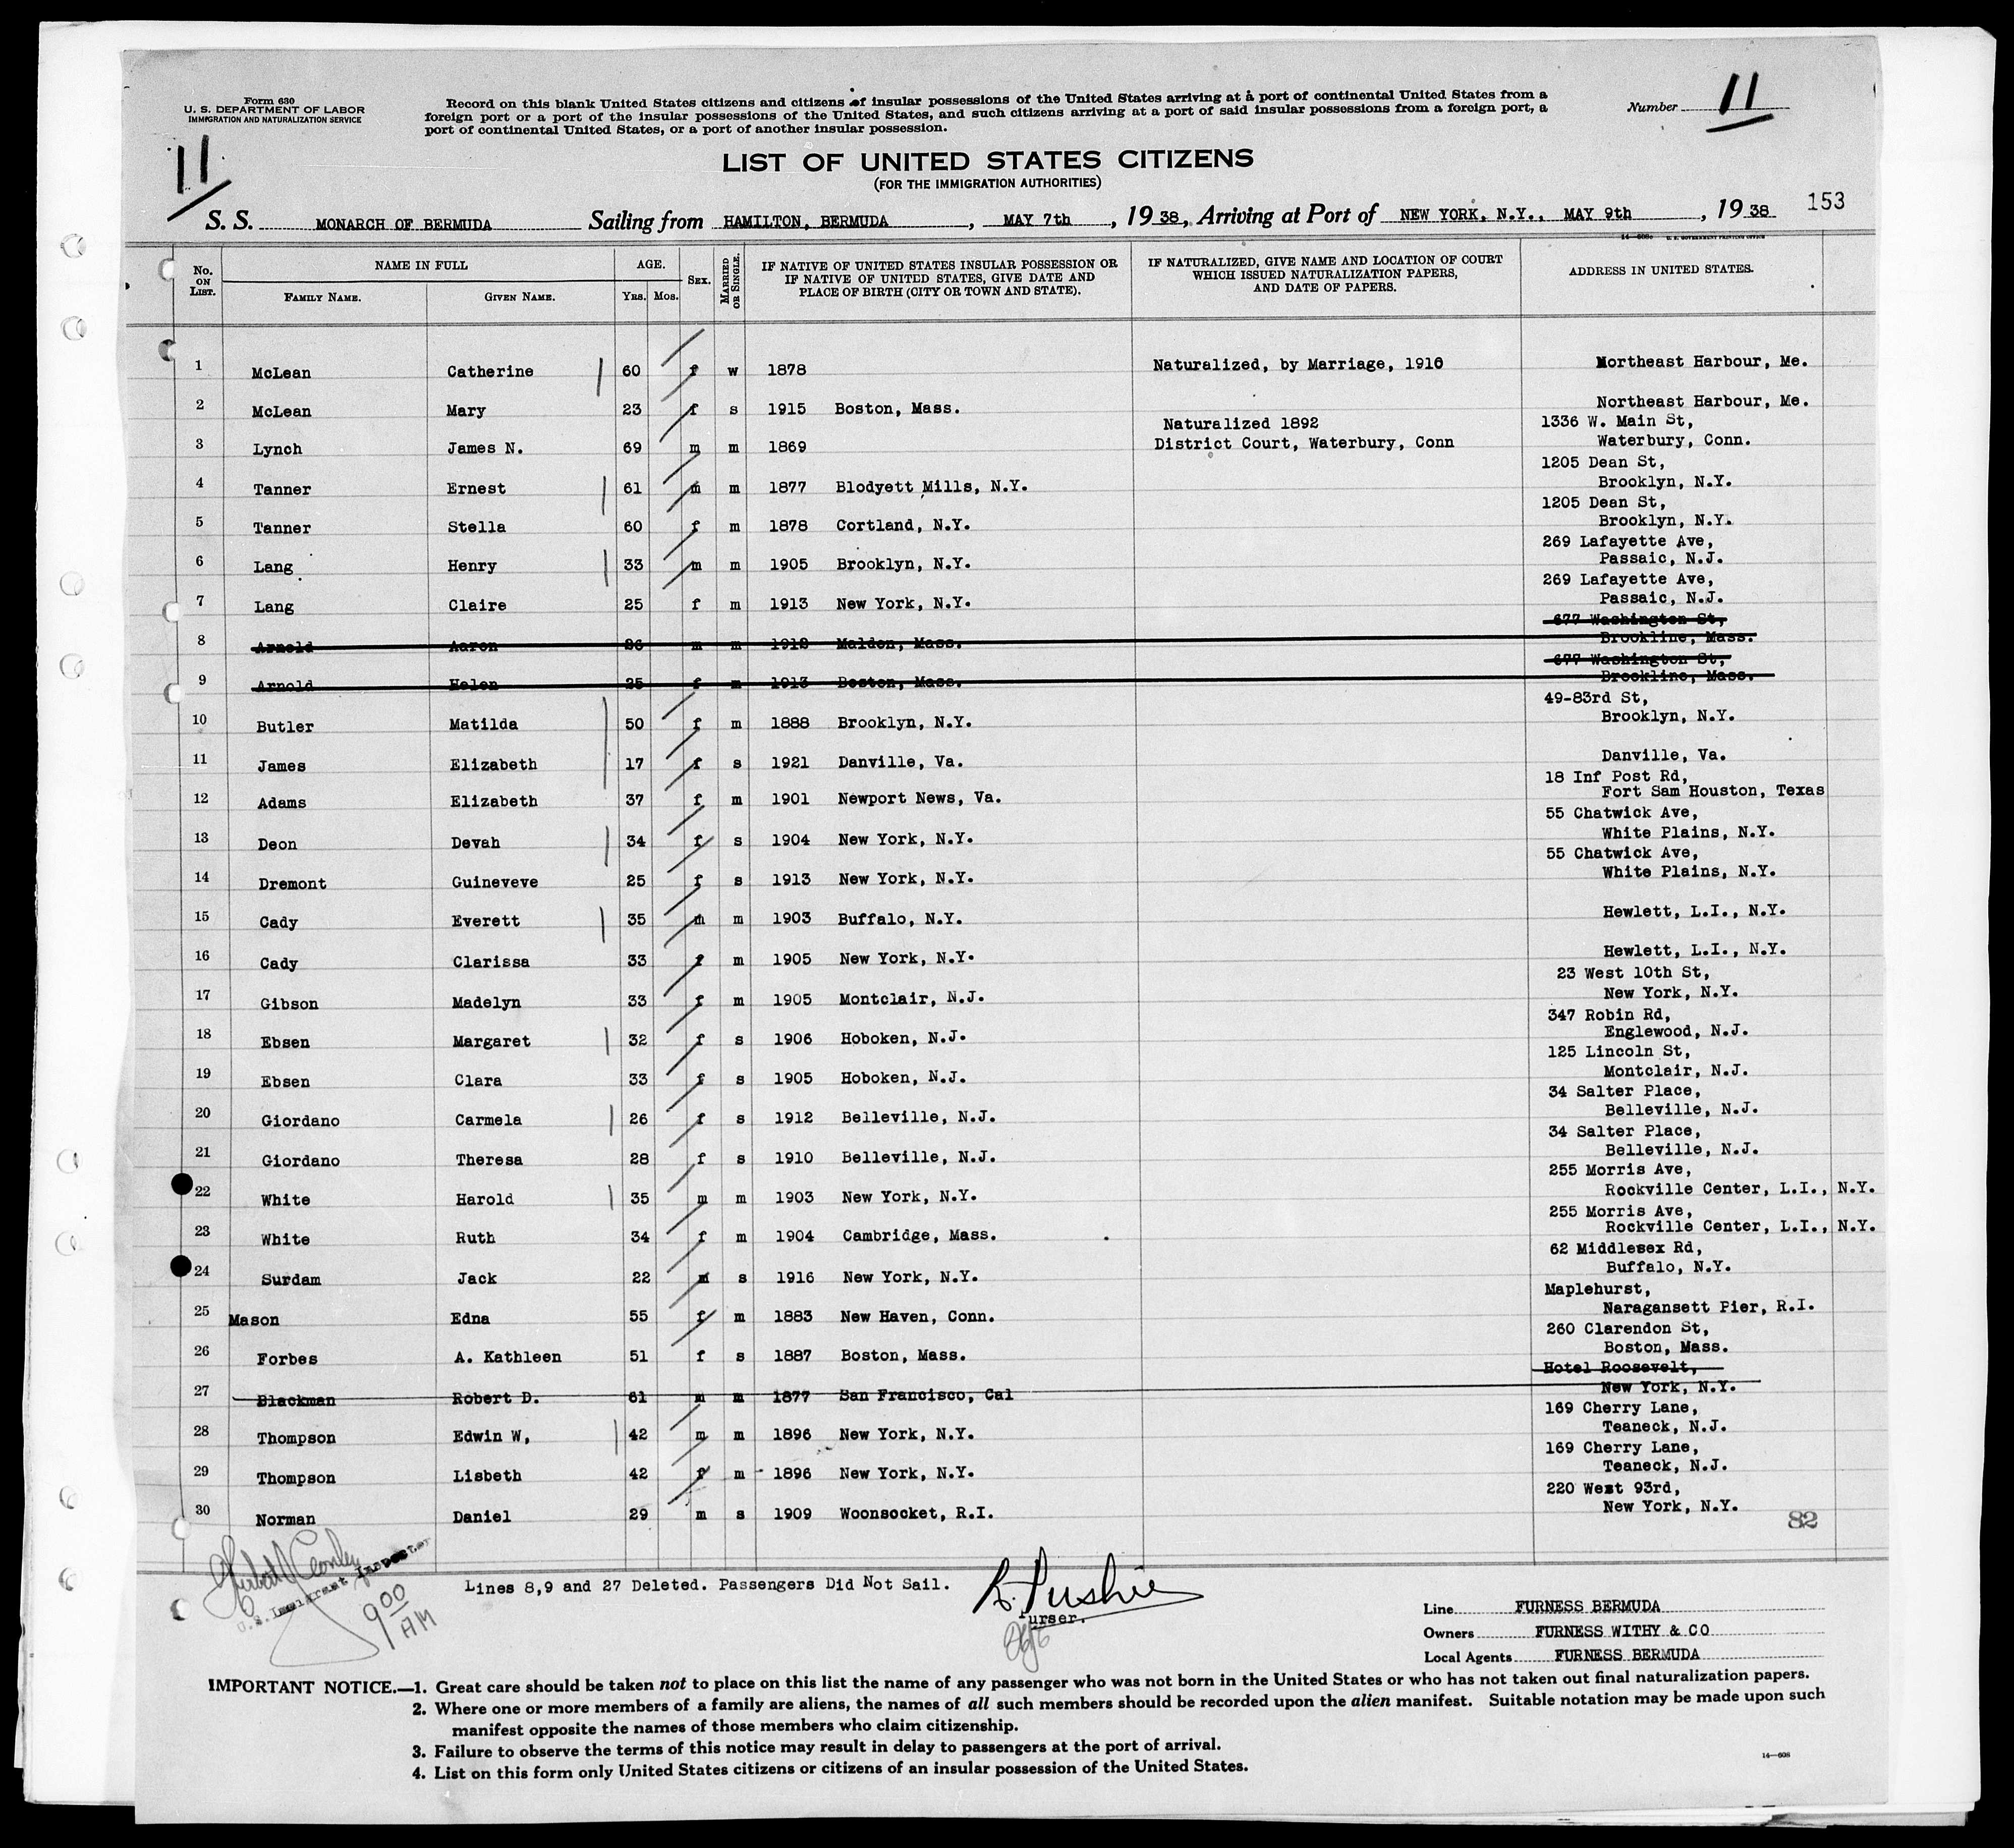 Form 630
U. S. DEPARTMENT OF LABOR
IMMIGRATION AND NATURALIZATION SERVICE
Record on this blank United States citizens and citizens of insular possessions of the United States arriving at a port of continental United States from a
foreign port or a port of the insular possessions of the United States, and such citizens arriving at a port of said insular possessions from a foreign port, a
port of continental United States, or a port of another insular possession.
Number 11
11
LIST OF UNITED STATES CITIZENS
(FOR THE IMMIGRATION AUTHORITIES)
S. S. MONARCH OF BERMUDA Sailing from HAMILTON, BERMUDA, MAY 7th, 1938, Arriving at Port of NEW YORK, N.Y., MAY 9th, 1938 153
14—608c U. S. GOVERNMENT PRINTING OFFICE
No. ON LIST. NAME IN FULL FAMILY NAME. GIVEN NAME. AGE. YRS. MOS. SEX. MARRIED OR SINGLE. IF NATIVE OF UNITED STATES INSULAR POSSESSION OR IF NATIVE OF UNITED STATES, GIVE DATE AND PLACE OF BIRTH (CITY OR TOWN AND STATE). IF NATURALIZED, GIVE NAME AND LOCATION OF COURT WHICH ISSUED NATURALIZATION PAPERS, AND DATE OF PAPERS. ADDRESS IN UNITED STATES.
1 McLean Catherine 60 f w 1878 Naturalized, by Marriage, 1910 Northeast Harbour, Me.
2 McLean Mary 23 f s 1915 Boston, Mass. Northeast Harbour, Me.
Naturalized 1892 1336 W. Main St,
3 Lynch James N. 69 m m 1869 District Court, Waterbury, Conn Waterbury, Conn.
1205 Dean St,
4 Tanner Ernest 61 m m 1877 Blodyett Mills, N.Y. Brooklyn, N.Y.
1205 Dean St,
5 Tanner Stella 60 f m 1878 Cortland, N.Y. Brooklyn, N.Y.
269 Lafayette Ave,
6 Lang Henry 33 m m 1905 Brooklyn, N.Y. Passaic, N.J.
269 Lafayette Ave,
7 Lang Claire 25 f m 1913 New York, N.Y. Passaic, N.J.
677 Washington St,
8 Arnold Aaron 26 m m 1912 Malden, Mass. Brookline, Mass.
677 Washington St,
9 Arnold Helen 25 f m 1913 Boston, Mass. Brookline, Mass.
49-83rd St,
10 Butler Matilda 50 f m 1888 Brooklyn, N.Y. Brooklyn, N.Y.
11 James Elizabeth 17 f s 1921 Danville, Va. Danville, Va.
18 Inf Post Rd,
12 Adams Elizabeth 37 f m 1901 Newport News, Va. Fort Sam Houston, Texas
55 Chatwick Ave,
13 Deon Devah 34 f s 1904 New York, N.Y. White Plains, N.Y.
55 Chatwick Ave,
14 Dremont Guineveve 25 f s 1913 New York, N.Y. White Plains, N.Y.
15 Cady Everett 35 m m 1903 Buffalo, N.Y. Hewlett, L.I., N.Y.
16 Cady Clarissa 33 f m 1905 New York, N.Y. Hewlett, L.I., N.Y.
23 West 10th St,
17 Gibson Madelyn 33 f m 1905 Montclair, N.J. New York, N.Y.
347 Robin Rd,
18 Ebsen Margaret 32 f s 1906 Hoboken, N.J. Englewood, N.J.
125 Lincoln St,
19 Ebsen Clara 33 f s 1905 Hoboken, N.J. Montclair, N.J.
34 Salter Place,
20 Giordano Carmela 26 f s 1912 Belleville, N.J. Belleville, N.J.
34 Salter Place,
21 Giordano Theresa 28 f s 1910 Belleville, N.J. Belleville, N.J.
255 Morris Ave,
22 White Harold 35 m m 1903 New York, N.Y. Rockville Center, L.I., N.Y.
255 Morris Ave,
23 White Ruth 34 f m 1904 Cambridge, Mass. Rockville Center, L.I., N.Y.
62 Middlesex Rd,
24 Surdam Jack 22 m s 1916 New York, N.Y. Buffalo, N.Y.
Maplehurst,
25 Mason Edna 55 f m 1883 New Haven, Conn. Naragansett Pier, R.I.
260 Clarendon St,
26 Forbes A. Kathleen 51 f s 1887 Boston, Mass. Boston, Mass.
Hotel Roosevelt,
27 Blackman Robert D. 61 m m 1877 San Francisco, Cal New York, N.Y.
169 Cherry Lane,
28 Thompson Edwin W, 42 m m 1896 New York, N.Y. Teaneck, N.J.
169 Cherry Lane,
29 Thompson Lisbeth 42 f m 1896 New York, N.Y. Teaneck, N.J.
220 West 93rd,
30 Norman Daniel 29 m s 1909 Woonsocket, R.I. New York, N.Y.
82
U. S. Immigrant Inspector
9 00 AM
Lines 8,9 and 27 Deleted. Passengers Did Not Sail.
Purser.
Line FURNESS BERMUDA
Owners FURNESS WITHY & CO
Local Agents FURNESS BERMUDA
IMPORTANT NOTICE.—1. Great care should be taken not to place on this list the name of any passenger who was not born in the United States or who has not taken out final naturalization papers.
2. Where one or more members of a family are aliens, the names of all such members should be recorded upon the alien manifest. Suitable notation may be made upon such
manifest opposite the names of those members who claim citizenship.
3. Failure to observe the terms of this notice may result in delay to passengers at the port of arrival.
4. List on this form only United States citizens or citizens of an insular possession of the United States.
14—608